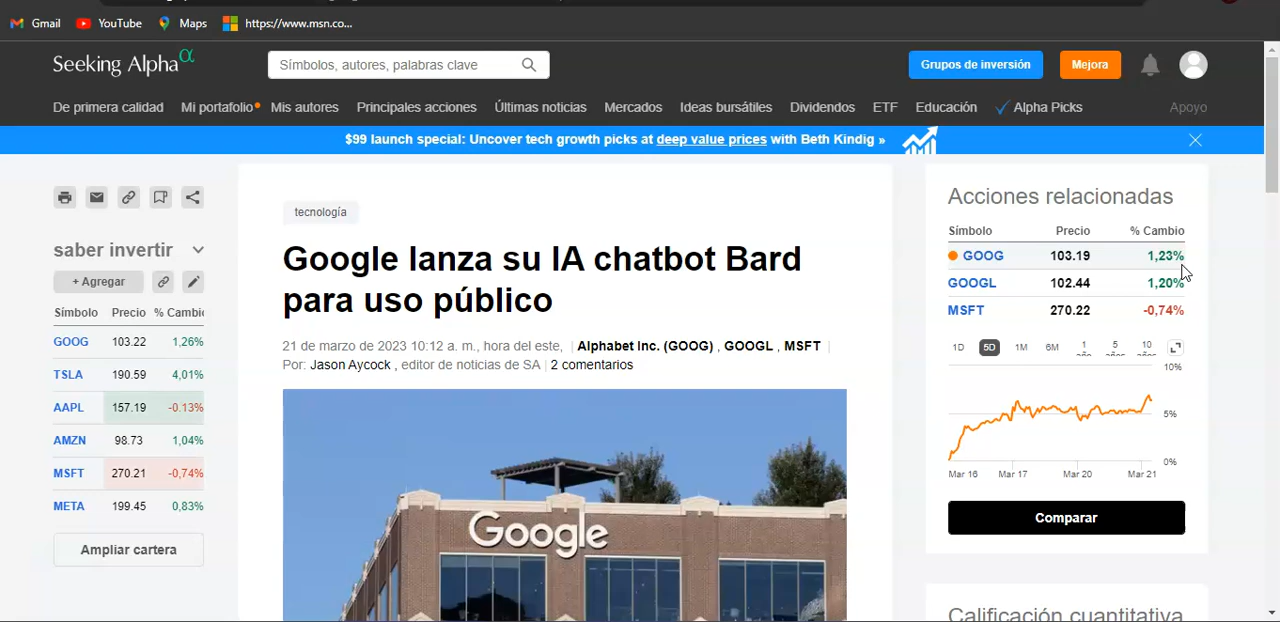 Gmail YouTube Maps https://www.msn.co...
Seeking Alpha α
Símbolos, autores, palabras clave
Grupos de inversión Mejora
De primera calidad Mi portafolio Mis autores Principales acciones Últimas noticias Mercados Ideas bursátiles Dividendos ETF Educación Alpha Picks Apoyo
$99 launch special: Uncover tech growth picks at deep value prices with Beth Kindig »
saber invertir
+ Agregar
Símbolo Precio % Cambio
GOOG 103.22 1,26%
TSLA 190.59 4,01%
AAPL 157.19 -0.13%
AMZN 98.73 1,04%
MSFT 270.21 -0,74%
META 199.45 0,83%
Ampliar cartera
tecnología
Google lanza su IA chatbot Bard
para uso público
21 de marzo de 2023 10:12 a. m., hora del este, | Alphabet Inc. (GOOG) , GOOGL , MSFT |
Por: Jason Aycock , editor de noticias de SA | 2 comentarios
Google
Acciones relacionadas
Símbolo Precio % Cambio
GOOG 103.19 1,23%
GOOGL 102.44 1,20%
MSFT 270.22 -0,74%
1D 5D 1M 6M 1 año 5 años 10 años
10%
5%
0%
Mar 16 Mar 17 Mar 20 Mar 21
Comparar
Calificación cuantitativa